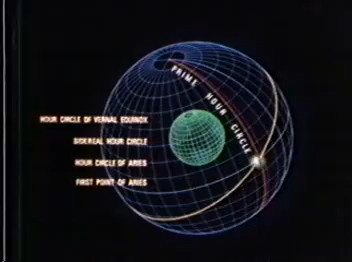 PRIME HOUR CIRCLE
HOUR CIRCLE OF VERNAL EQUINOX
SIDEREAL HOUR CIRCLE
HOUR CIRCLE OF ARIES
FIRST POINT OF ARIES